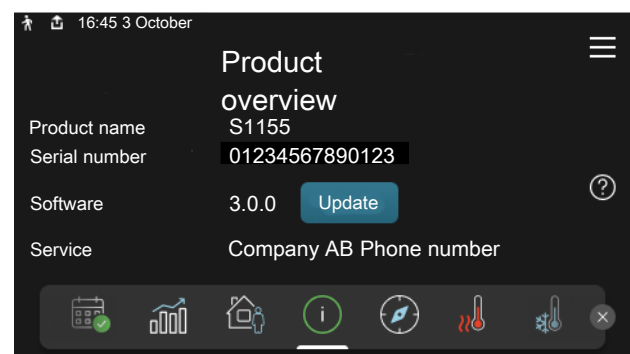 16:45 3 October
Product
overview
Product name S1155
Serial number 01234567890123
Software 3.0.0 Update
Service Company AB Phone number